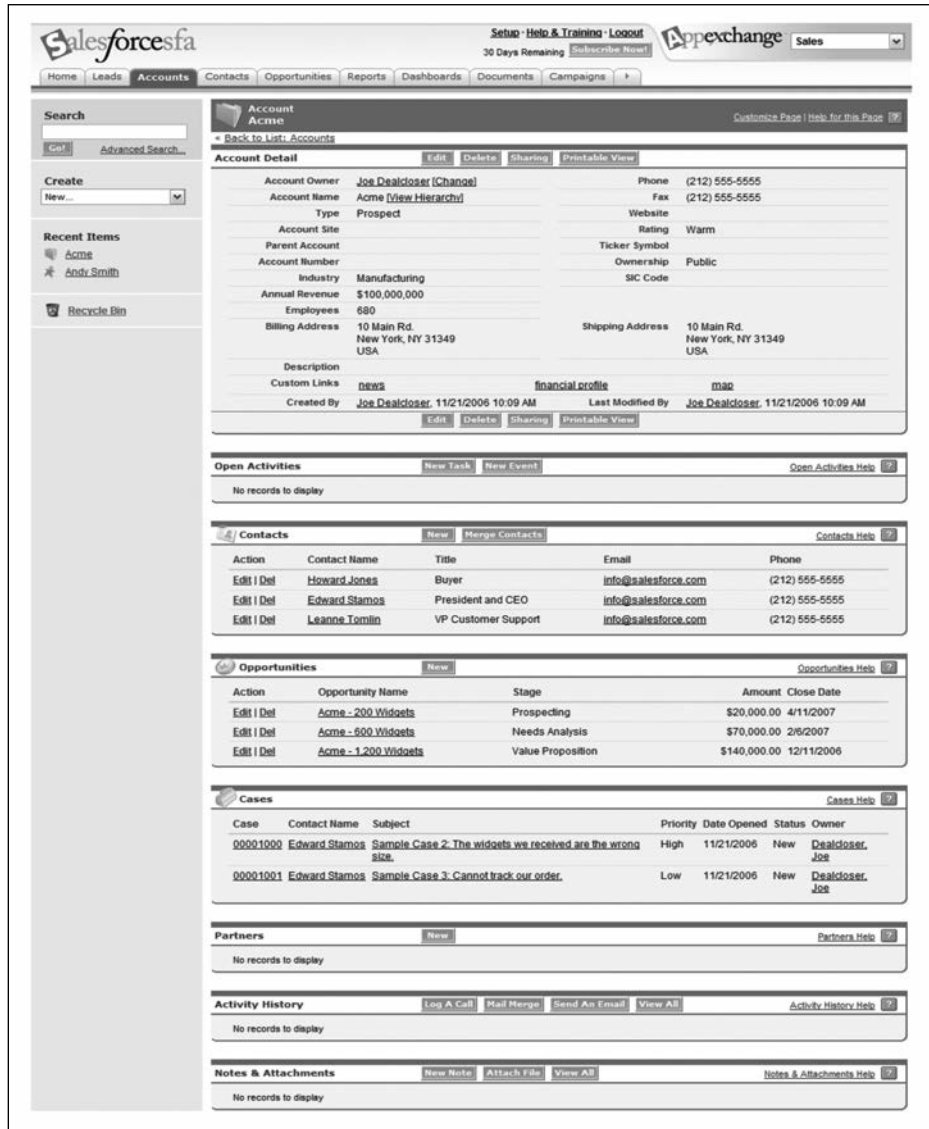 Salesforcesfa
Setup · Help & Training · Logout
30 Days Remaining Subscribe Now!
Appexchange
Sales
Home Leads Accounts Contacts Opportunities Reports Dashboards Documents Campaigns
Search
Go! Advanced Search...
Create
New...
Recent Items
Acme
Andy Smith
Recycle Bin
Account
Acme
Customize Page | Help for this Page ?
« Back to List: Accounts
Account Detail Edit Delete Sharing Printable View
Account Owner Joe Dealcloser [Change] Phone (212) 555-5555
Account Name Acme [View Hierarchy] Fax (212) 555-5555
Type Prospect Website
Account Site Rating Warm
Parent Account Ticker Symbol
Account Number Ownership Public
Industry Manufacturing SIC Code
Annual Revenue $100,000,000
Employees 680
Billing Address 10 Main Rd. Shipping Address 10 Main Rd.
New York, NY 31349 New York, NY 31349
USA USA
Description
Custom Links news financial profile map
Created By Joe Dealcloser, 11/21/2006 10:09 AM Last Modified By Joe Dealcloser, 11/21/2006 10:09 AM
Edit Delete Sharing Printable View
Open Activities New Task New Event Open Activities Help ?
No records to display
Contacts New Merge Contacts Contacts Help ?
Action Contact Name Title Email Phone
Edit | Del Howard Jones Buyer info@salesforce.com (212) 555-5555
Edit | Del Edward Stamos President and CEO info@salesforce.com (212) 555-5555
Edit | Del Leanne Tomlin VP Customer Support info@salesforce.com (212) 555-5555
Opportunities New Opportunities Help ?
Action Opportunity Name Stage Amount Close Date
Edit | Del Acme - 200 Widgets Prospecting $20,000.00 4/11/2007
Edit | Del Acme - 600 Widgets Needs Analysis $70,000.00 2/6/2007
Edit | Del Acme - 1,200 Widgets Value Proposition $140,000.00 12/11/2006
Cases Cases Help ?
Case Contact Name Subject Priority Date Opened Status Owner
00001000 Edward Stamos Sample Case 2: The widgets we received are the wrong High 11/21/2006 New Dealcloser,
size. Joe
00001001 Edward Stamos Sample Case 3: Cannot track our order. Low 11/21/2006 New Dealcloser,
Joe
Partners New Partners Help ?
No records to display
Activity History Log A Call Mail Merge Send An Email View All Activity History Help ?
No records to display
Notes & Attachments New Note Attach File View All Notes & Attachments Help ?
No records to display